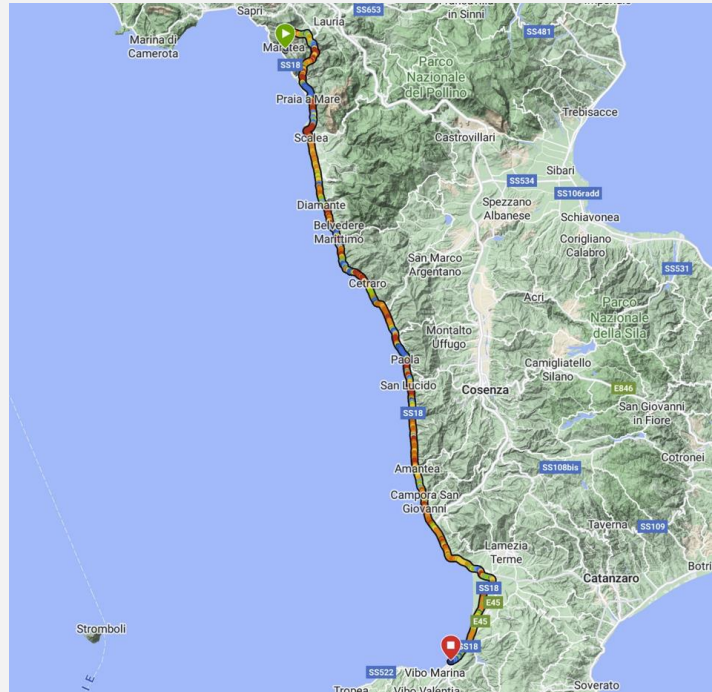 SS653
Sapri
Lauria
in Sinni
SS481
Marina di
Camerota
Maratea
SS18
Parco
Nazionale
del Pollino
Praia a Mare
Trebisacce
Scalea
Castrovillari
Sibari
SS534
SS106radd
Diamante
Spezzano
Albanese
Schiavonea
Belvedere
Marittimo
Corigliano
Calabro
San Marco
Argentano
SS531
Cetraro
Acri
Parco
Nazionale
della Sila
Montalto
Uffugo
Paola
Camigliatello
Silano
San Lucido
Cosenza
E846
SS18
San Giovanni
in Fiore
Cotronei
Amantea
SS108bis
Campora San
Giovanni
Taverna
SS109
Lamezia
Terme
Botri
Catanzaro
SS18
E45
Stromboli
E45
SS18
SS522
Vibo Marina
Soverato
Tropea
Vibo Valentia